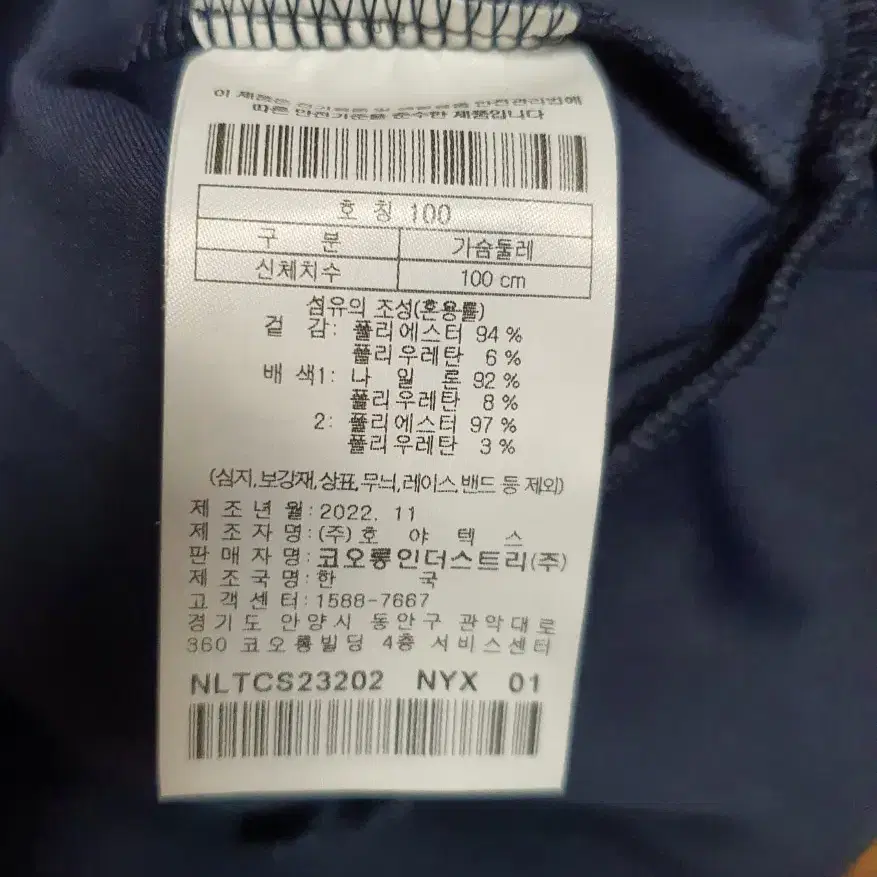 이 제품은 전기용품 및 생활용품 안전관리법에
따른 안전기준을 준수한 제품입니다
호 칭 100
구 분 가슴둘레
신체치수 100 cm
섬유의 조성(혼용률)
겉 감: 폴리에스터 94 %
폴리우레탄 6 %
배 색1: 나 일 론 92 %
폴리우레탄 8 %
2: 폴리에스터 97 %
폴리우레탄 3 %
(심지,보강재,상표,무늬,레이스,밴드 등 제외)
제 조 년 월: 2022. 11
제 조 자 명: (주)호 야 텍 스
판 매 자 명: 코오롱인더스트리(주)
제 조 국 명: 한 국
고 객 센 터: 1588-7667
경기도 안양시 동안구 관악대로
360 코오롱빌딩 4층 서비스센터
NLTCS23202 NYX 01